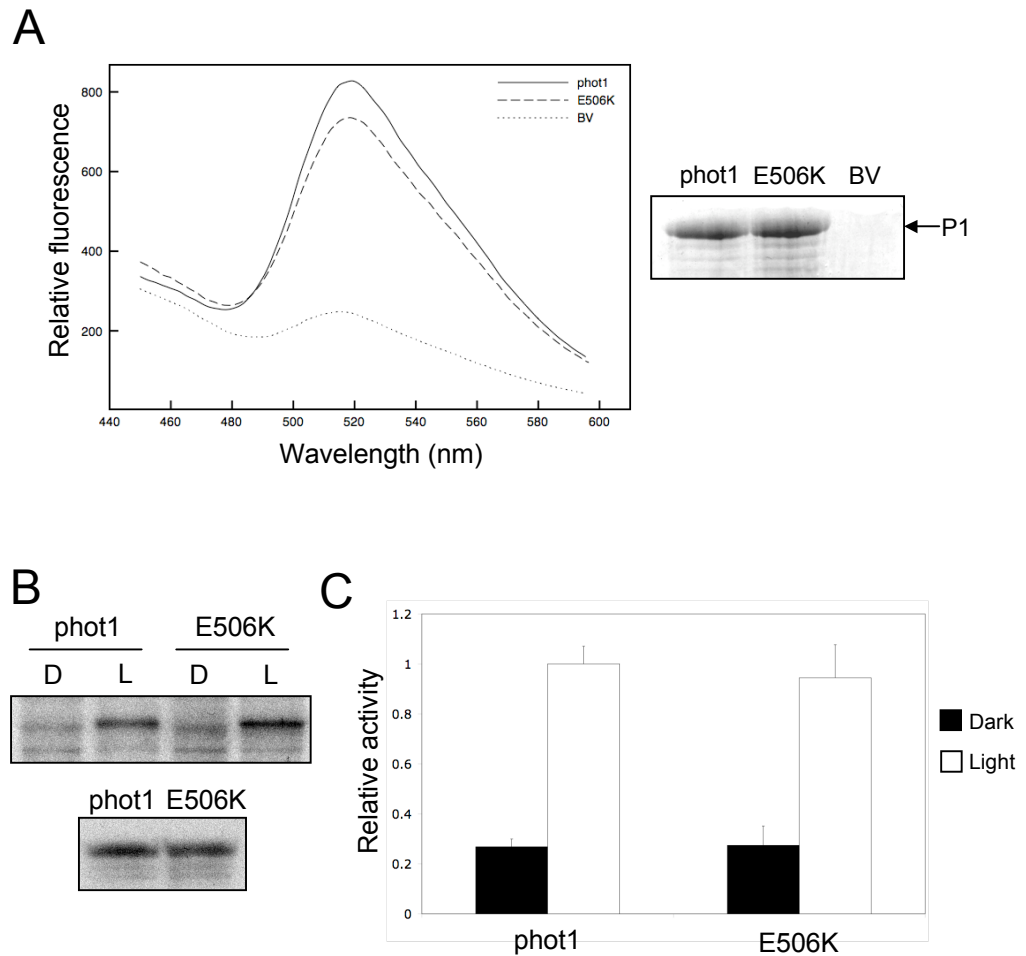 A
Relative fluorescence
800
600
400
200
phot1
E506K
BV
440 460 480 500 520 540 560 580 600
Wavelength (nm)
phot1 E506K BV
P1
B
phot1 E506K
D L D L
phot1 E506K
C
Relative activity
1.2
1
0.8
0.6
0.4
0.2
0
phot1 E506K
Dark
Light